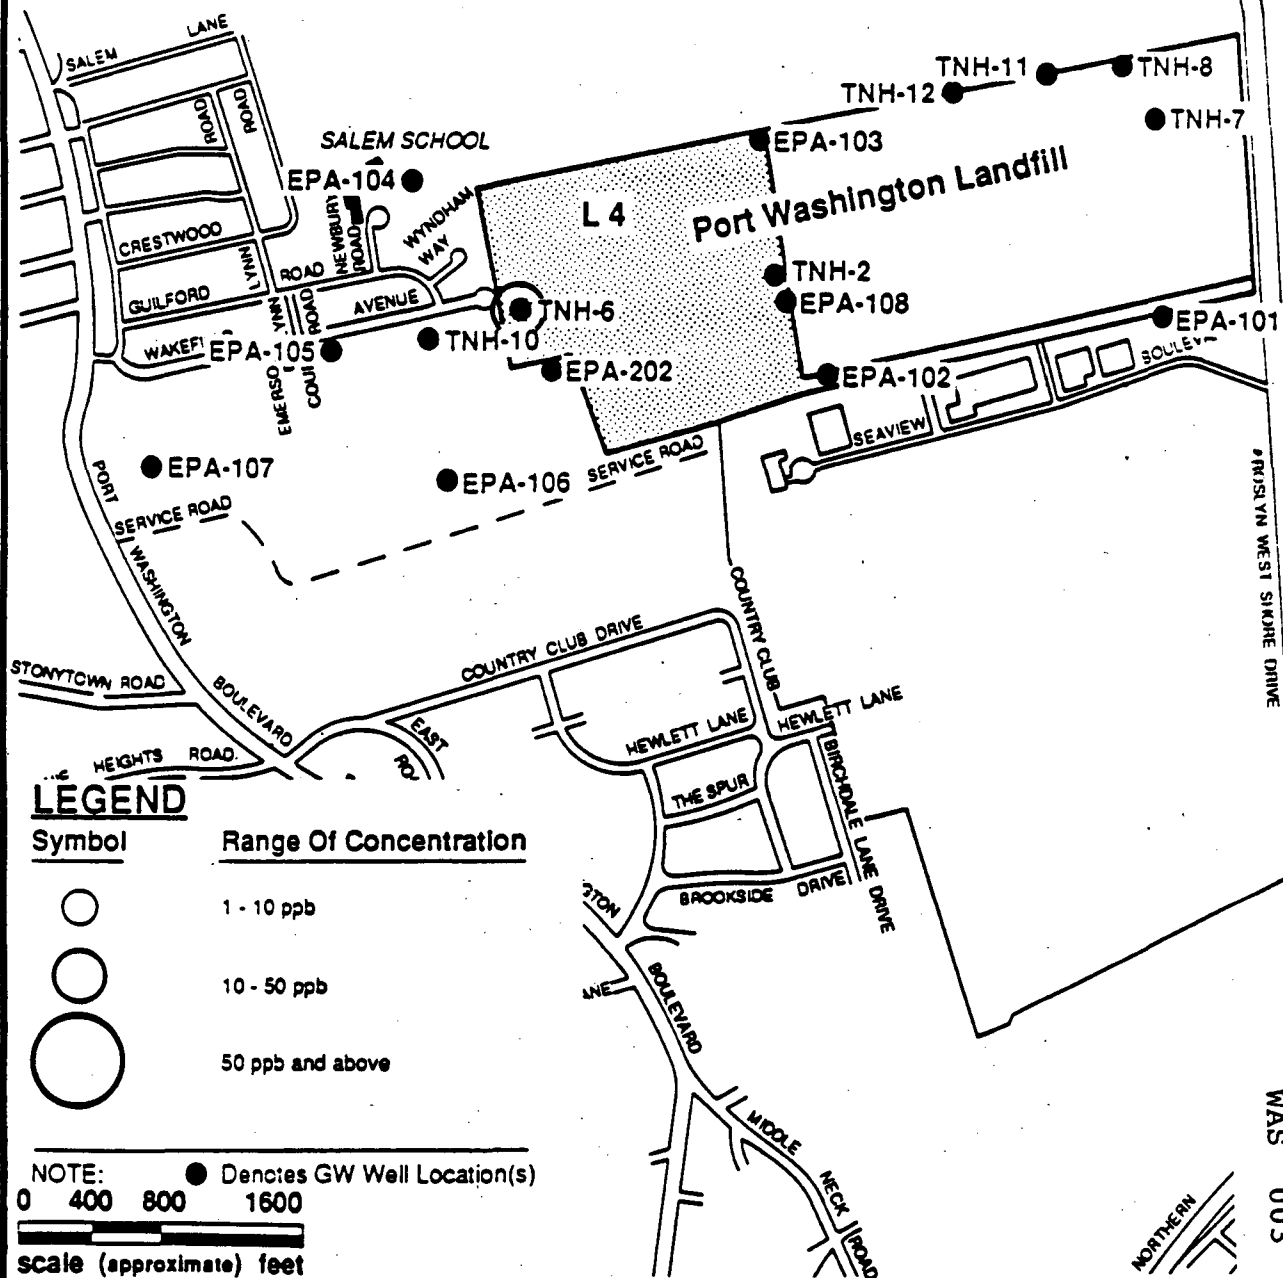 SALEM LANE
ROAD
ROAD
SALEM SCHOOL
EPA-104
NEWBURY
ROAD
WYNDHAM
WAY
CRESTWOOD
LYNN
ROAD
GUILFORD
AVENUE
EPA-105
TNH-10
TNH-6
EPA-202
L 4
TNH-11
TNH-8
TNH-12
TNH-7
EPA-103
Port Washington Landfill
TNH-2
EPA-108
EPA-101
EPA-102
SEAVIEW
EPA-107
EPA-106
SERVICE ROAD
SERVICE ROAD
PORT
WASHINGTON
BOULEVARD
ROSLYN WEST SHORE DRIVE
COUNTRY CLUB
COUNTRY CLUB DRIVE
STONYTOWN ROAD
HEIGHTS ROAD.
EAST
HEWLETT LANE
HEWLETT LANE
THE SPUR
BIRCHDALE LANE DRIVE
BROOKSIDE DRIVE
BOULEVARD
MIDDLE
NECK
ROAD
NORTHERN
WAS 003
LEGEND
Symbol Range Of Concentration
1 - 10 ppb
10 - 50 ppb
50 ppb and above
NOTE: Denotes GW Well Location(s)
0 400 800 1600
scale (approximate) feet